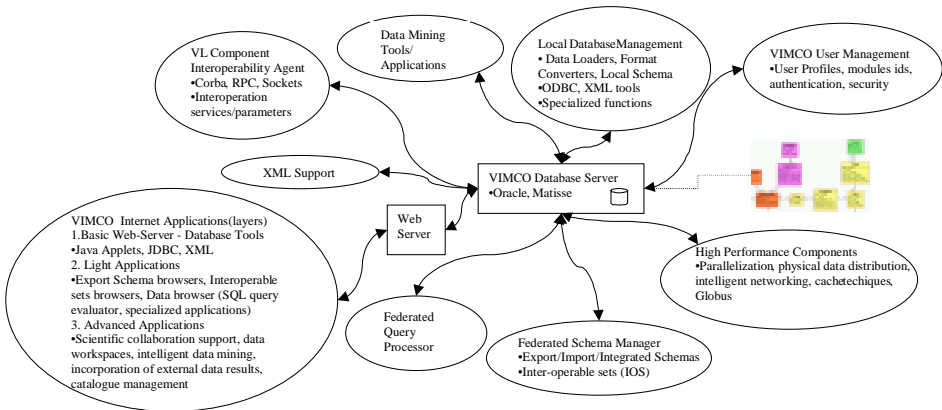 VL Component
Interoperability Agent
•Corba, RPC, Sockets
•Interoperation
services/parameters
Data Mining
Tools/
Applications
Local DatabaseManagement
• Data Loaders, Format
Converters, Local Schema
•ODBC, XML tools
•Specialized functions
VIMCO User Management
•User Profiles, modules ids,
authentication, security
XML Support
VIMCO Database Server
•Oracle, Matisse
VIMCO Internet Applications(layers)
1.Basic Web-Server - Database Tools
•Java Applets, JDBC, XML
2. Light Applications
•Export Schema browsers, Interoperable
sets browsers, Data browser (SQL query
evaluator, specialized applications)
3. Advanced Applications
•Scientific collaboration support, data
workspaces, intelligent data mining,
incorporation of external data results,
catalogue management
Web
Server
Federated
Query
Processor
Federated Schema Manager
•Export/Import/Integrated Schemas
•Inter-operable sets (IOS)
High Performance Components
•Parallelization, physical data distribution,
intelligent networking, cachetechiques,
Globus